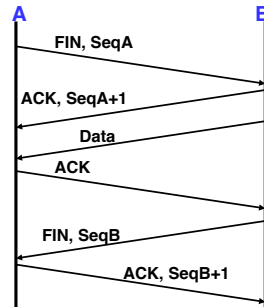 A
B
FIN, SeqA
ACK, SeqA+1
Data
ACK
FIN, SeqB
ACK, SeqB+1